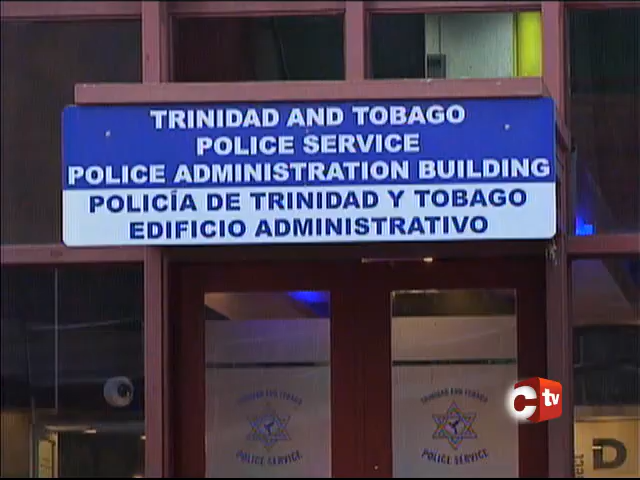 TRINIDAD AND TOBAGO
POLICE SERVICE
POLICE ADMINISTRATION BUILDING
POLICÍA DE TRINIDAD Y TOBAGO
EDIFICIO ADMINISTRATIVO
TRINIDAD AND TOBAGO
POLICE SERVICE
TRINIDAD AND TOBAGO
POLICE SERVICE
C tv
D